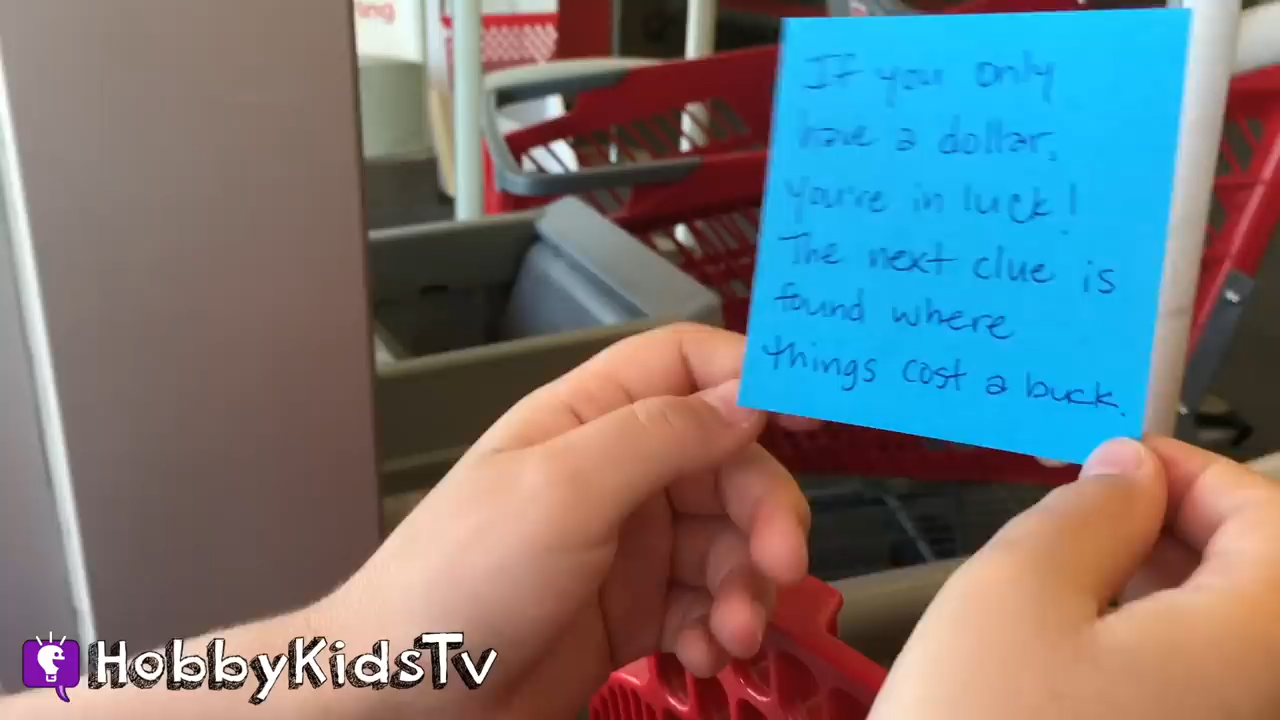 ing
If you only
have a dollar,
you're in luck!
The next clue is
found where
things cost a buck.
HobbyKidsTv